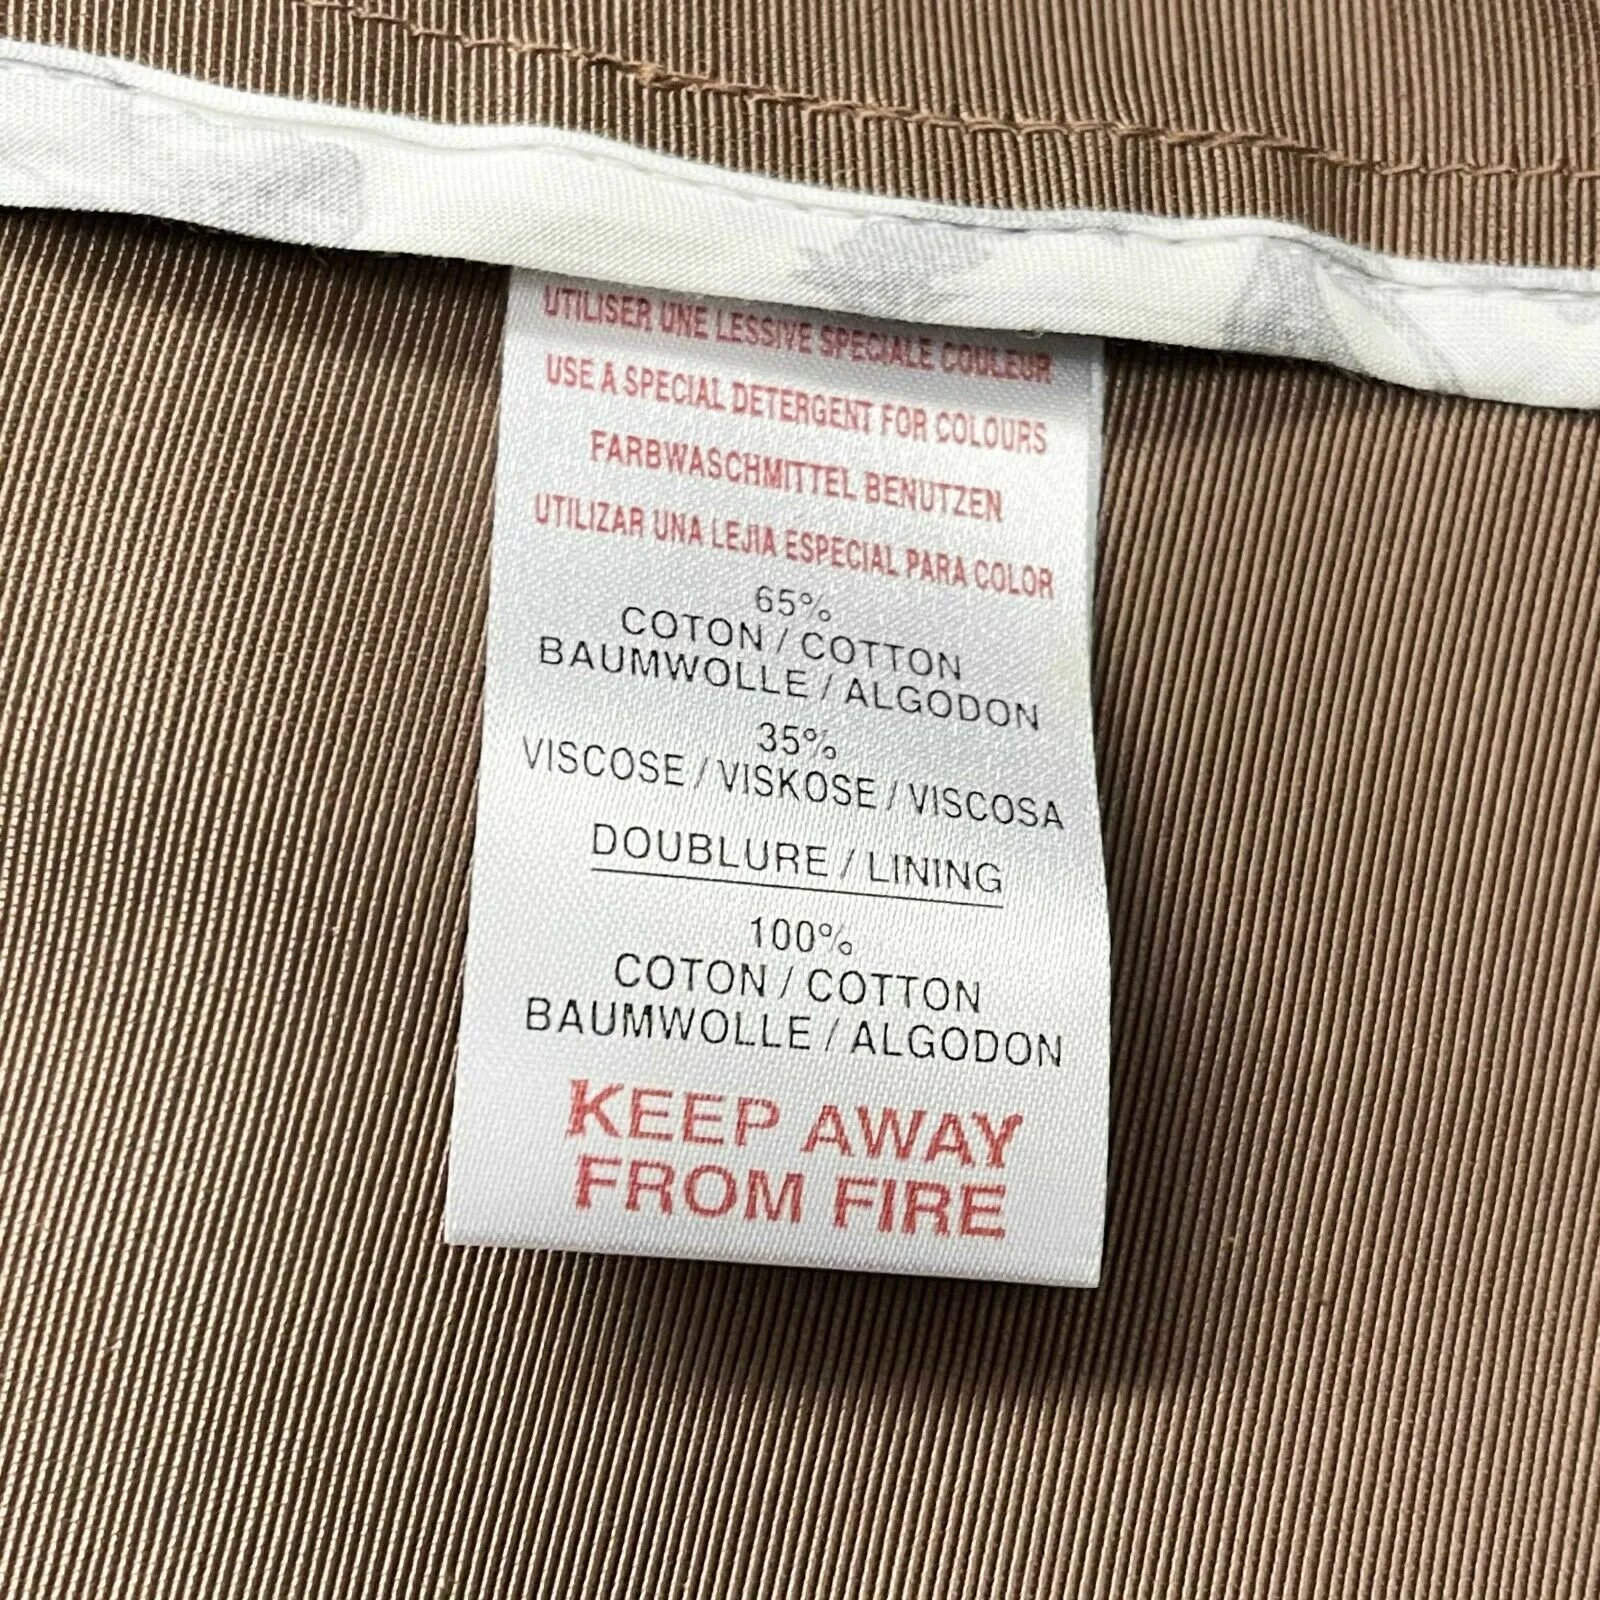 UTILISER UNE LESSIVE SPECIALE COULEUR
USE A SPECIAL DETERGENT FOR COLOURS
FARBWASCHMITTEL BENUTZEN
UTILIZAR UNA LEJIA ESPECIAL PARA COLOR
65%
COTON / COTTON
BAUMWOLLE / ALGODON
35%
VISCOSE / VISKOSE / VISCOSA
DOUBLURE / LINING
100%
COTON / COTTON
BAUMWOLLE / ALGODON
KEEP AWAY
FROM FIRE